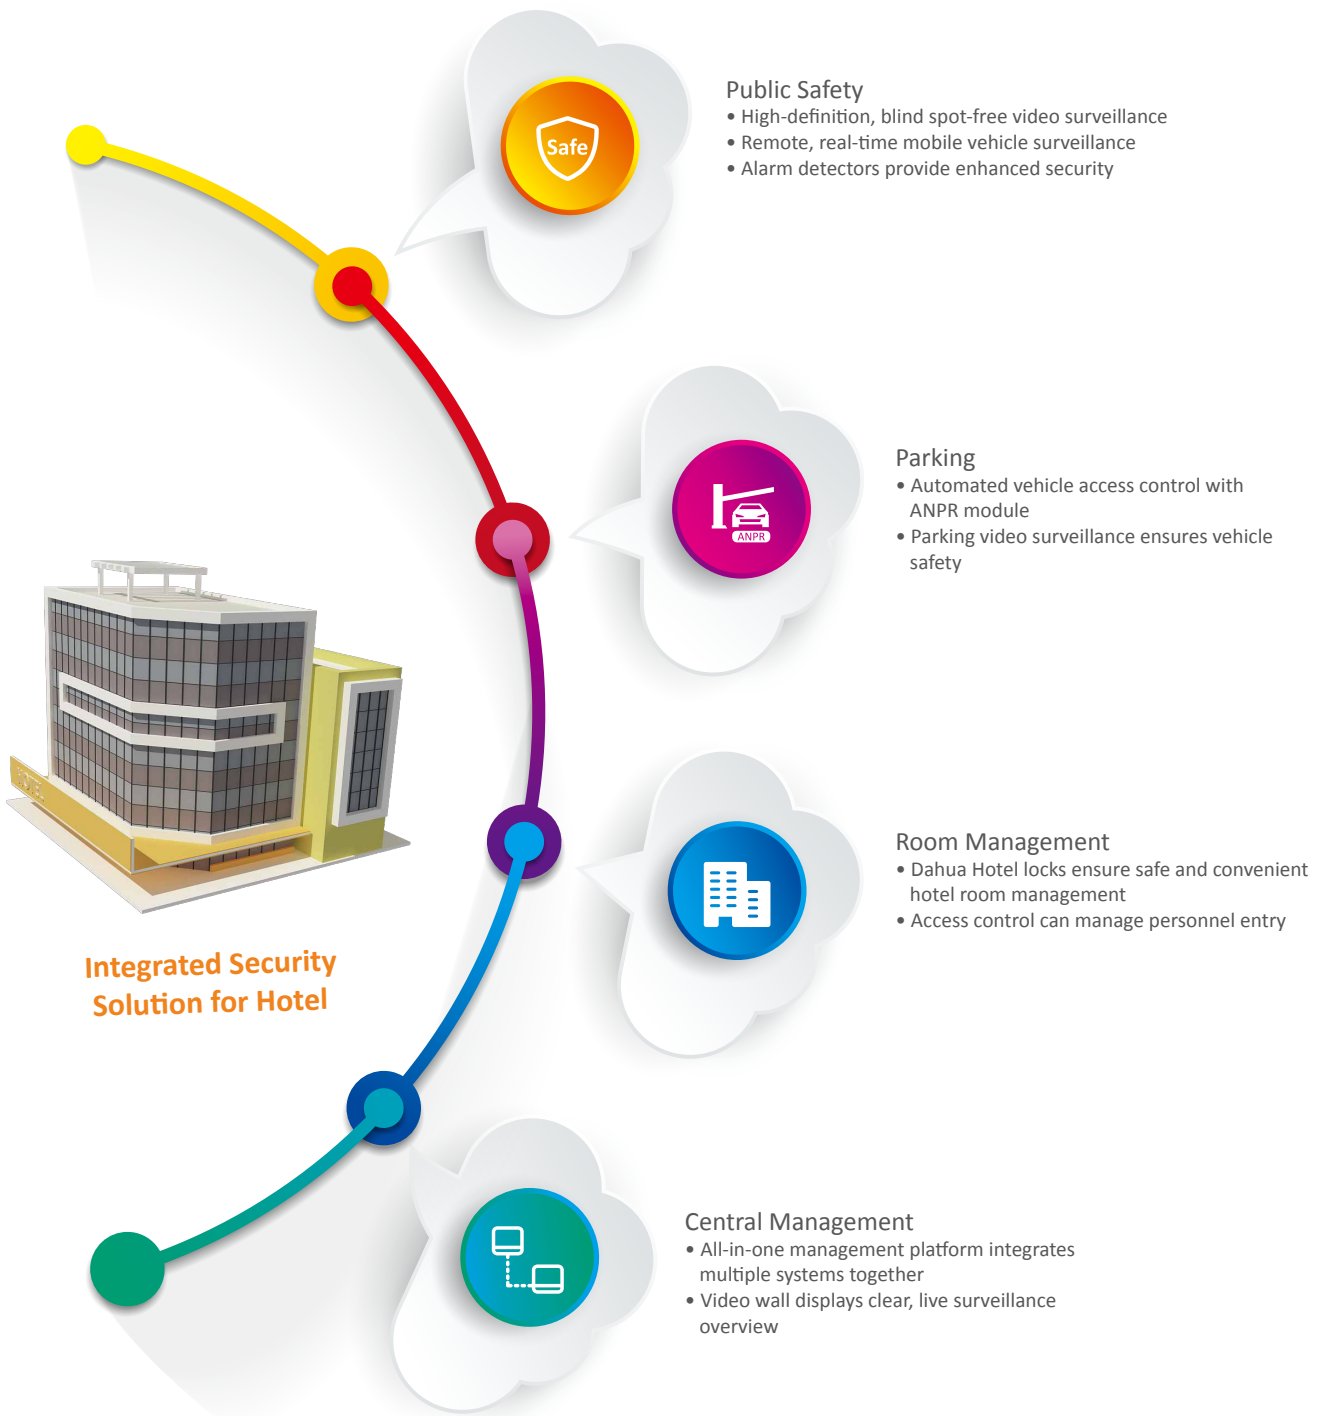 Safe
Public Safety
• High-definition, blind spot-free video surveillance
• Remote, real-time mobile vehicle surveillance
• Alarm detectors provide enhanced security
ANPR
Parking
• Automated vehicle access control with
ANPR module
• Parking video surveillance ensures vehicle
safety
HOTEL
Integrated Security
Solution for Hotel
Room Management
• Dahua Hotel locks ensure safe and convenient
hotel room management
• Access control can manage personnel entry
Central Management
• All-in-one management platform integrates
multiple systems together
• Video wall displays clear, live surveillance
overview